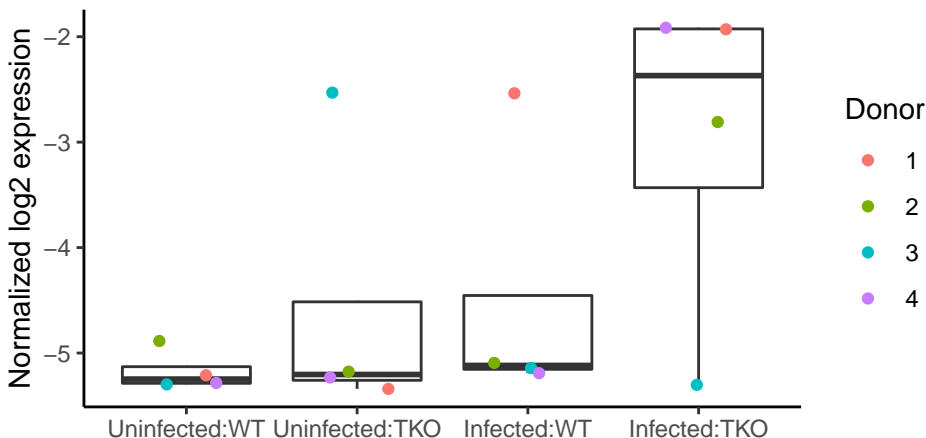 Normalized log2 expression
−2
−3
−4
−5
Uninfected:WT Uninfected:TKO Infected:WT Infected:TKO
Donor
1
2
3
4